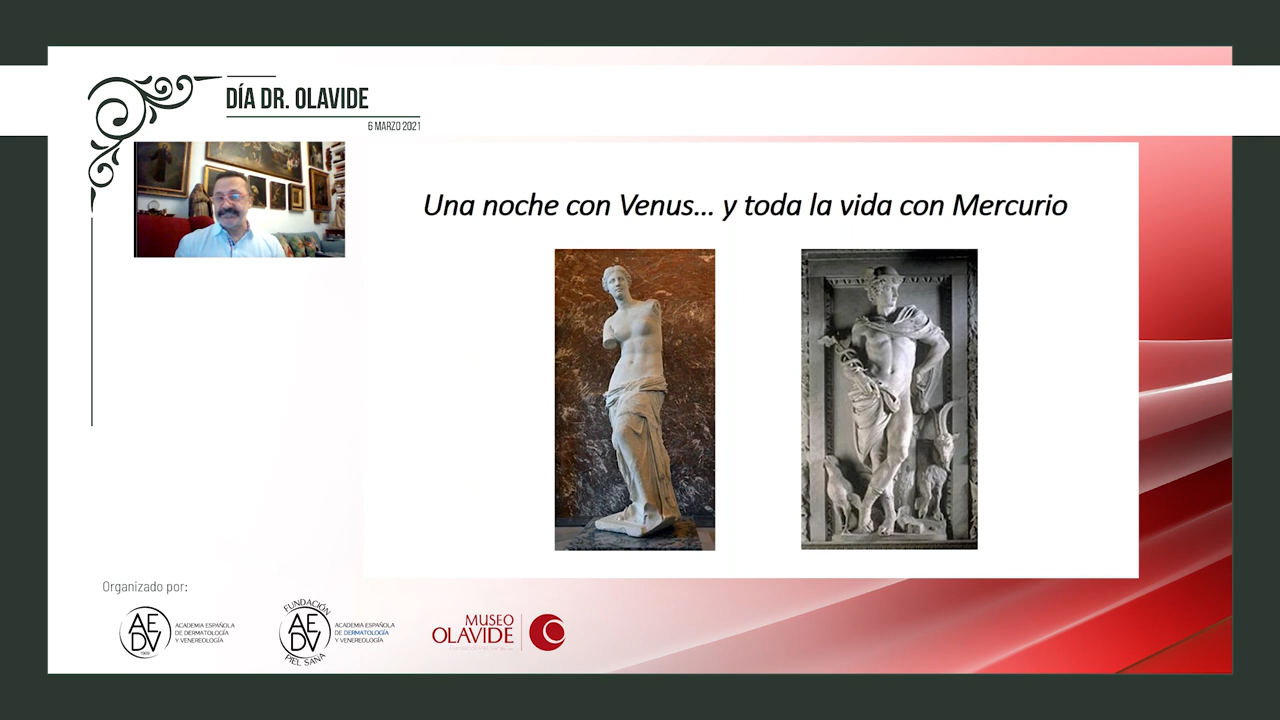 DÍA DR. OLAVIDE
6 MARZO 2021
Una noche con Venus... y toda la vida con Mercurio
Organizado por:
AEDV
1909
ACADEMIA ESPAÑOLA
DE DERMATOLOGÍA
Y VENEREOLOGÍA
FUNDACIÓN
AEDV
PIEL SANA
ACADEMIA ESPAÑOLA
DE DERMATOLOGÍA
Y VENEREOLOGÍA
MUSEO
OLAVIDE